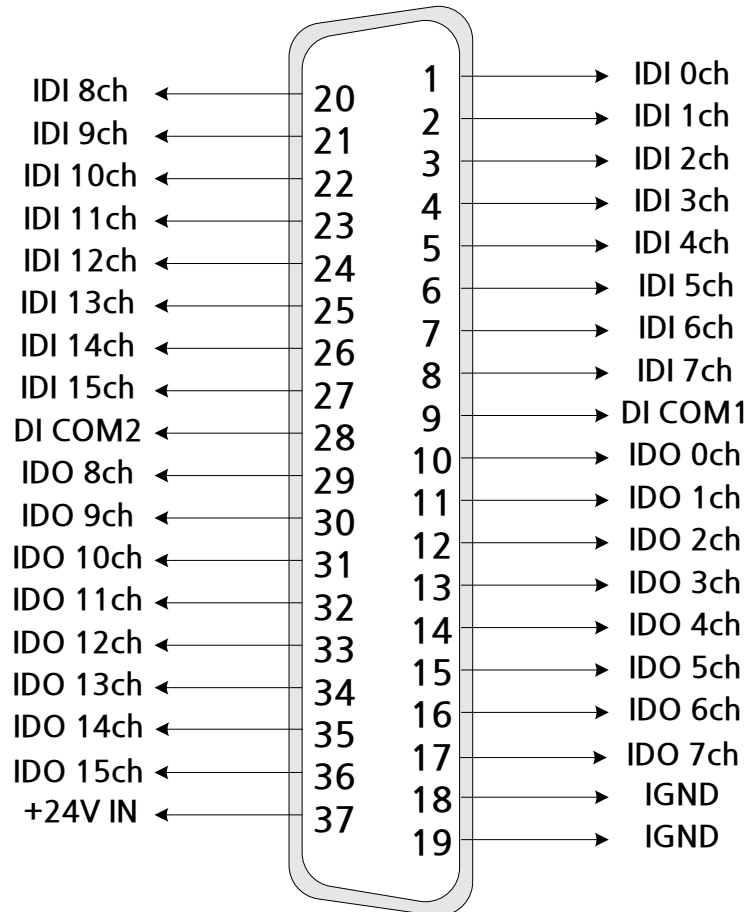 1 IDI 0ch
IDI 8ch 20
2 IDI 1ch
IDI 9ch 21
3 IDI 2ch
IDI 10ch 22
4 IDI 3ch
IDI 11ch 23
5 IDI 4ch
IDI 12ch 24
6 IDI 5ch
IDI 13ch 25
7 IDI 6ch
IDI 14ch 26
8 IDI 7ch
IDI 15ch 27
9 DI COM1
DI COM2 28
10 IDO 0ch
IDO 8ch 29
11 IDO 1ch
IDO 9ch 30
12 IDO 2ch
IDO 10ch 31
13 IDO 3ch
IDO 11ch 32
14 IDO 4ch
IDO 12ch 33
15 IDO 5ch
IDO 13ch 34
16 IDO 6ch
IDO 14ch 35
17 IDO 7ch
IDO 15ch 36
18 IGND
+24V IN 37
19 IGND